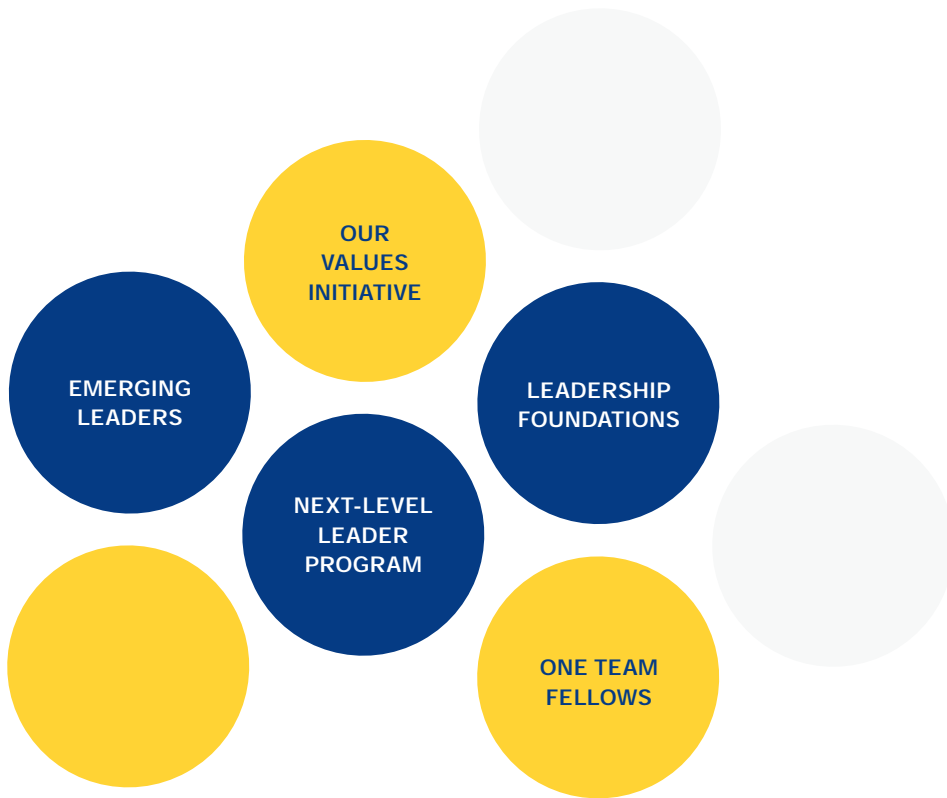 OUR
VALUES
INITIATIVE
EMERGING
LEADERS
LEADERSHIP
FOUNDATIONS
NEXT-LEVEL
LEADER
PROGRAM
ONE TEAM
FELLOWS